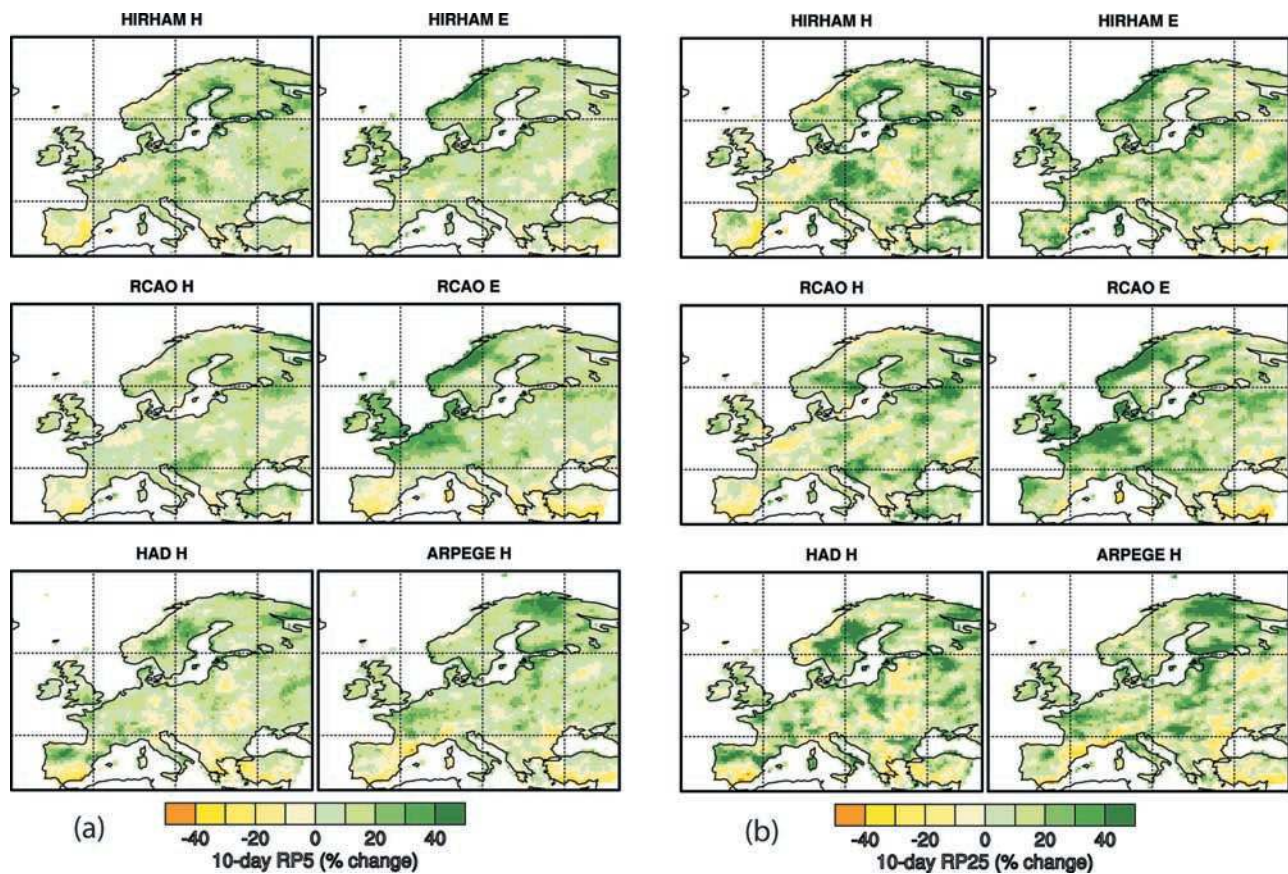 HIRHAM H HIRHAM E
RCAO H RCAO E
HAD H ARPEGE H
-40 -20 0 20 40
(a) 10-day RP5 (% change)
HIRHAM H HIRHAM E
RCAO H RCAO E
HAD H ARPEGE H
-40 -20 0 20 40
(b) 10-day RP25 (% change)